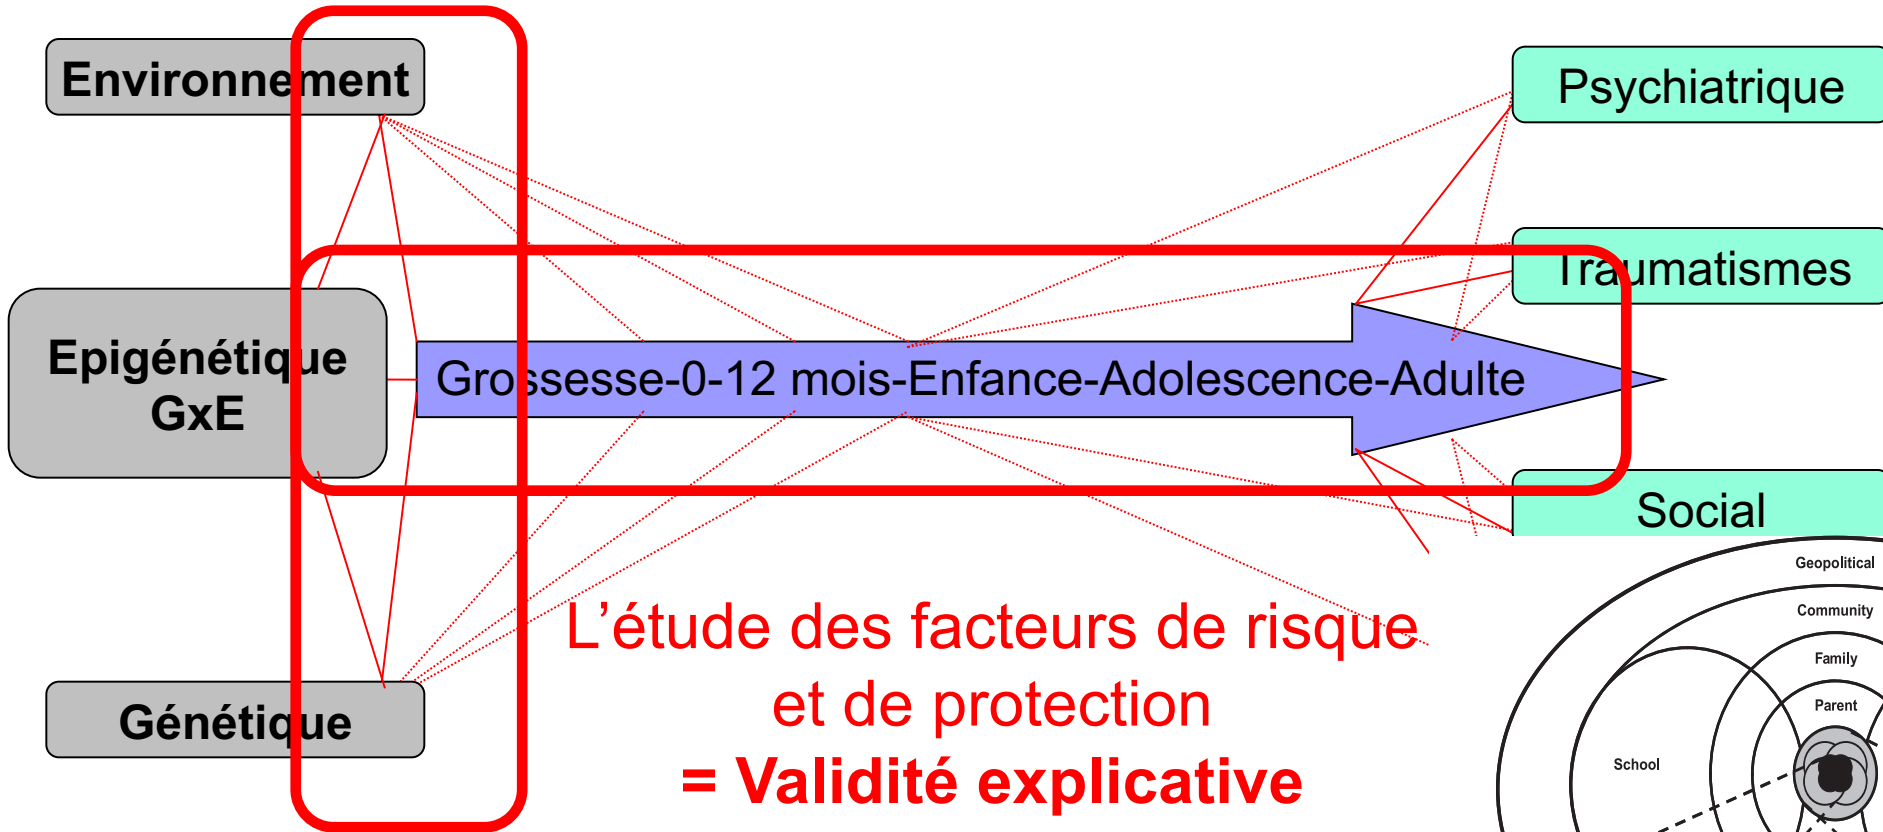 Environnement
Psychiatrique
Traumatismes
Epigénétique
GxE
Grossesse-0-12 mois-Enfance-Adolescence-Adulte
Social
Génétique
L’étude des facteurs de risque
et de protection
= Validité explicative
Geopolitical
Community
Family
Parent
School